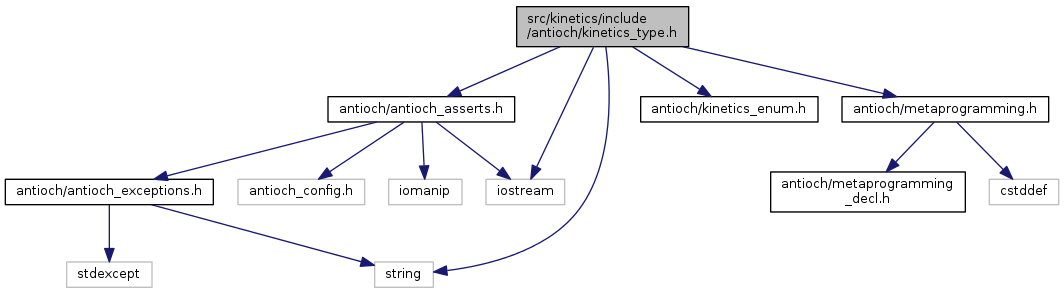 src/kinetics/include
/antioch/kinetics_type.h
antioch/antioch_asserts.h
antioch/kinetics_enum.h
antioch/metaprogramming.h
antioch/antioch_exceptions.h
antioch_config.h
iomanip
iostream
antioch/metaprogramming
_decl.h
cstddef
stdexcept
string